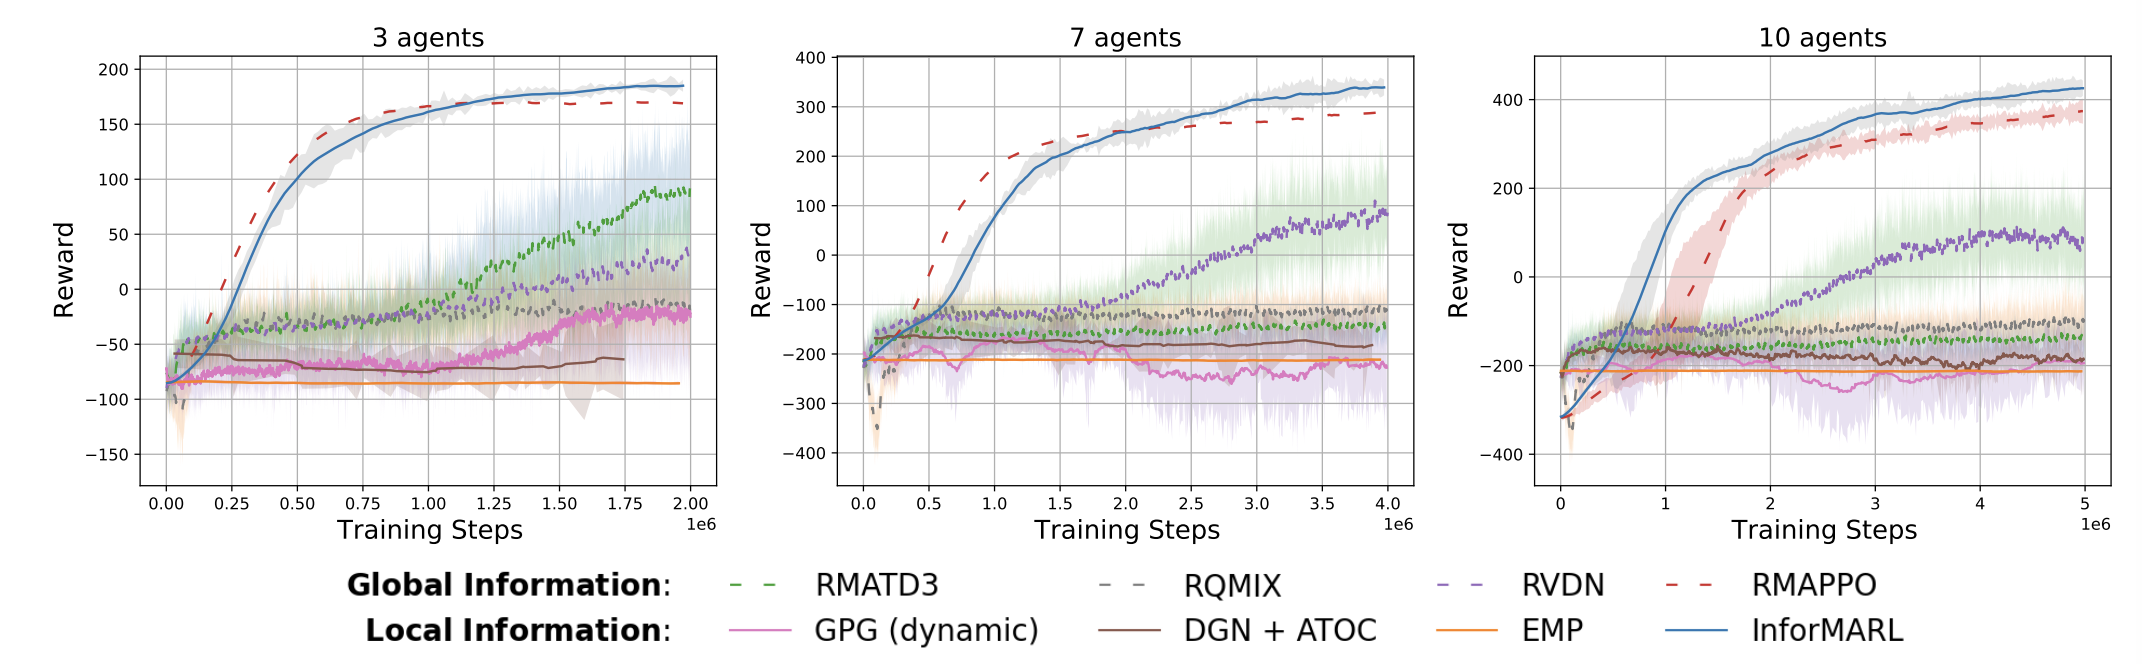 3 agents
7 agents
10 agents
Reward
200
150
100
50
0
−50
−100
−150
0.00 0.25 0.50 0.75 1.00 1.25 1.50 1.75 2.00
1e6
Training Steps
Reward
400
300
200
100
0
−100
−200
−300
−400
0.0 0.5 1.0 1.5 2.0 2.5 3.0 3.5 4.0
1e6
Training Steps
Reward
400
200
0
−200
−400
0 1 2 3 4 5
1e6
Training Steps
Global Information: RMATD3 RQMIX RVDN RMAPPO
Local Information: GPG (dynamic) DGN + ATOC EMP InforMARL